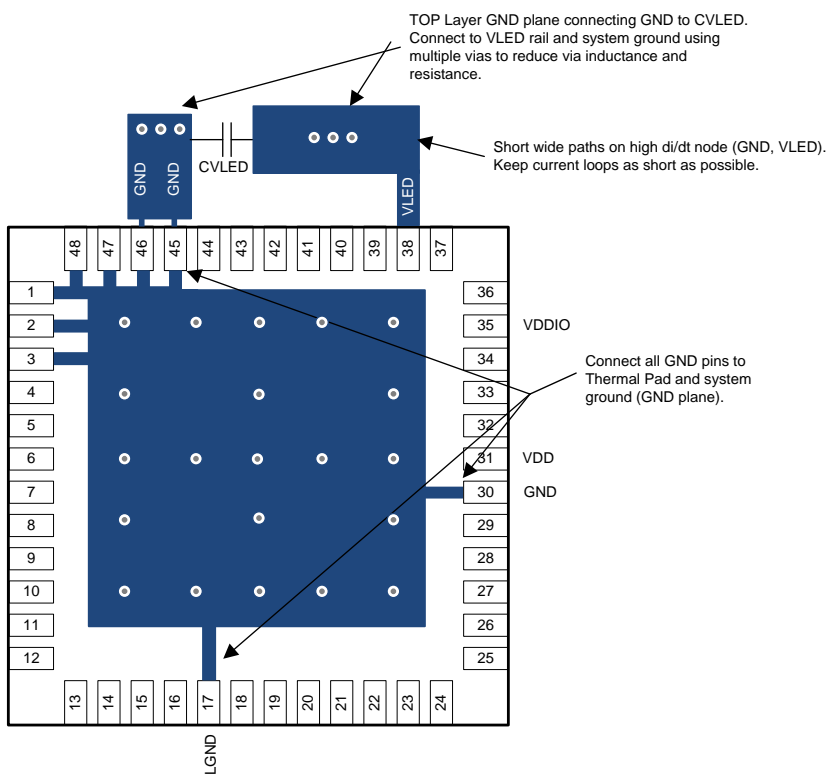 TOP Layer GND plane connecting GND to CVLED.
Connect to VLED rail and system ground using
multiple vias to reduce via inductance and
resistance.
Short wide paths on high di/dt node (GND, VLED).
Keep current loops as short as possible.
GND
GND
CVLED
VLED
48
47
46
45
44
43
42
41
40
39
38
37
1
2
3
4
5
6
7
8
9
10
11
12
36
35
VDDIO
34
33
32
31
VDD
30
GND
29
28
27
26
25
Connect all GND pins to
Thermal Pad and system
ground (GND plane).
13
14
15
16
17
18
19
20
21
22
23
24
LGND